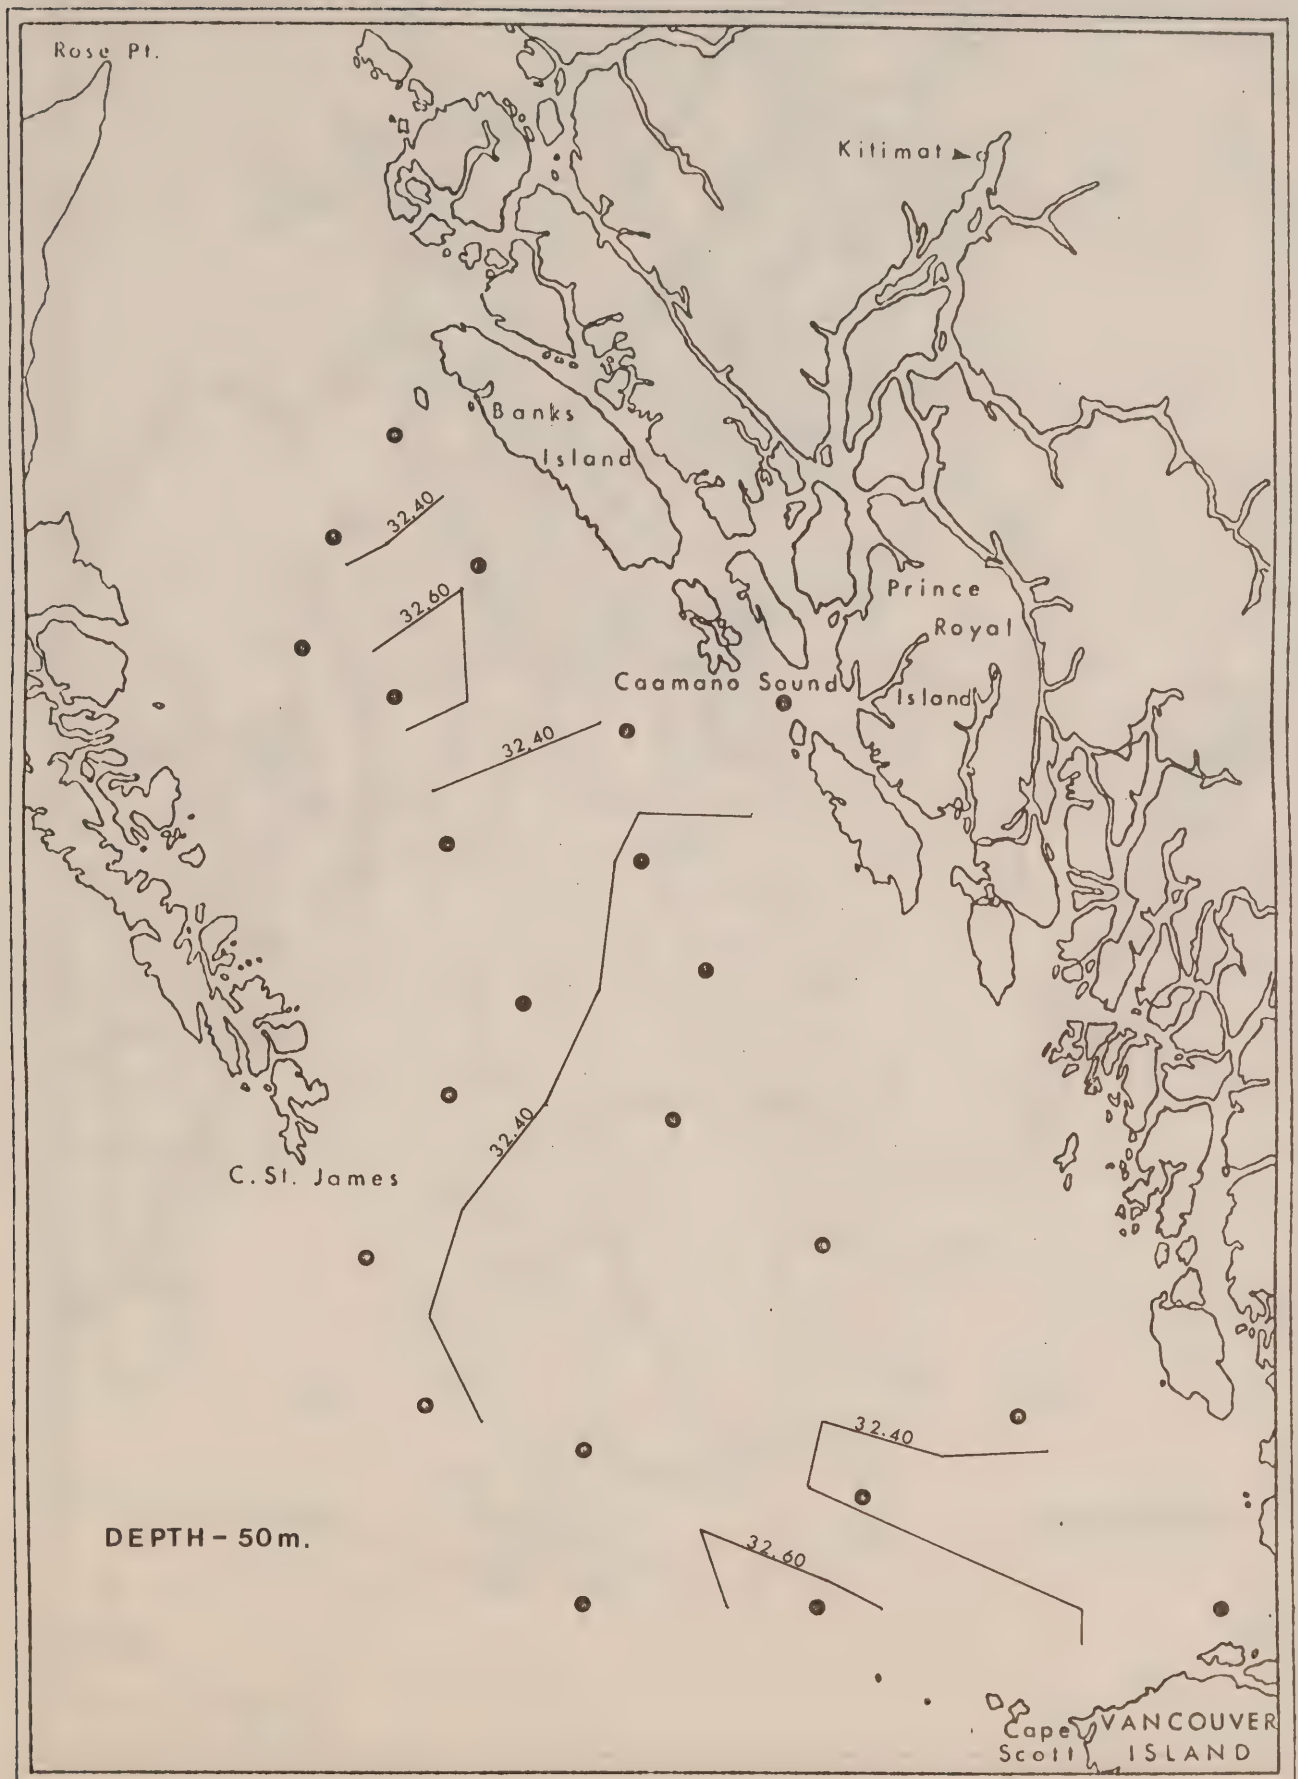 Rose Pt.
Kitimat
Banks
Island
32.40
32.60
Prince
Royal
Island
Caamano Sound
32.40
32.40
C. St. James
32.40
DEPTH - 50m.
32.60
Cape
Scott
VANCOUVER
ISLAND